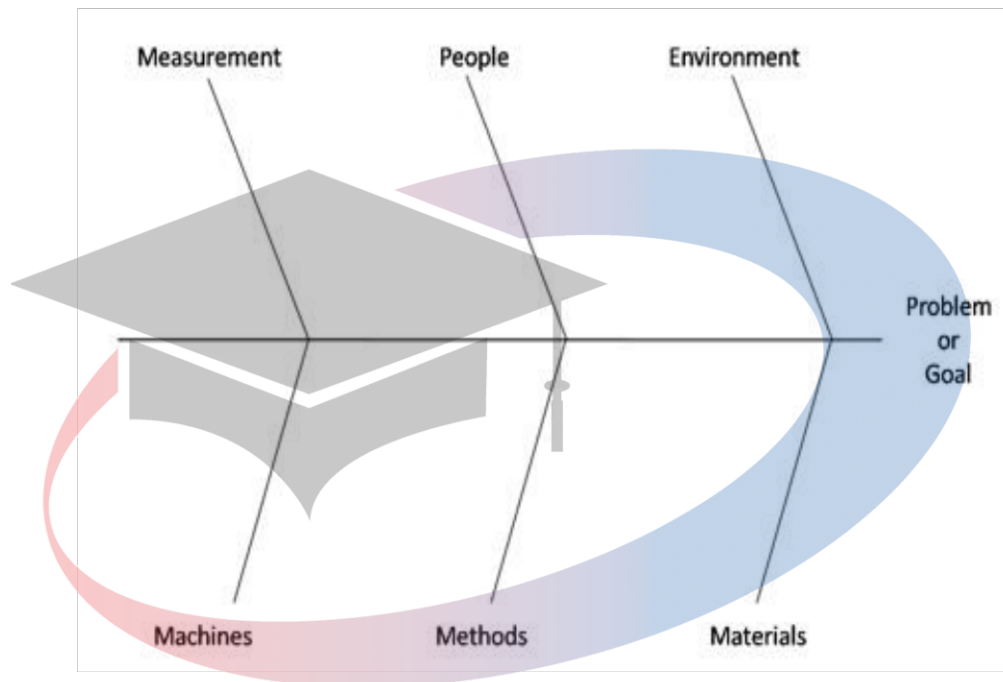 Measurement
People
Environment
Problem
or
Goal
Machines
Methods
Materials